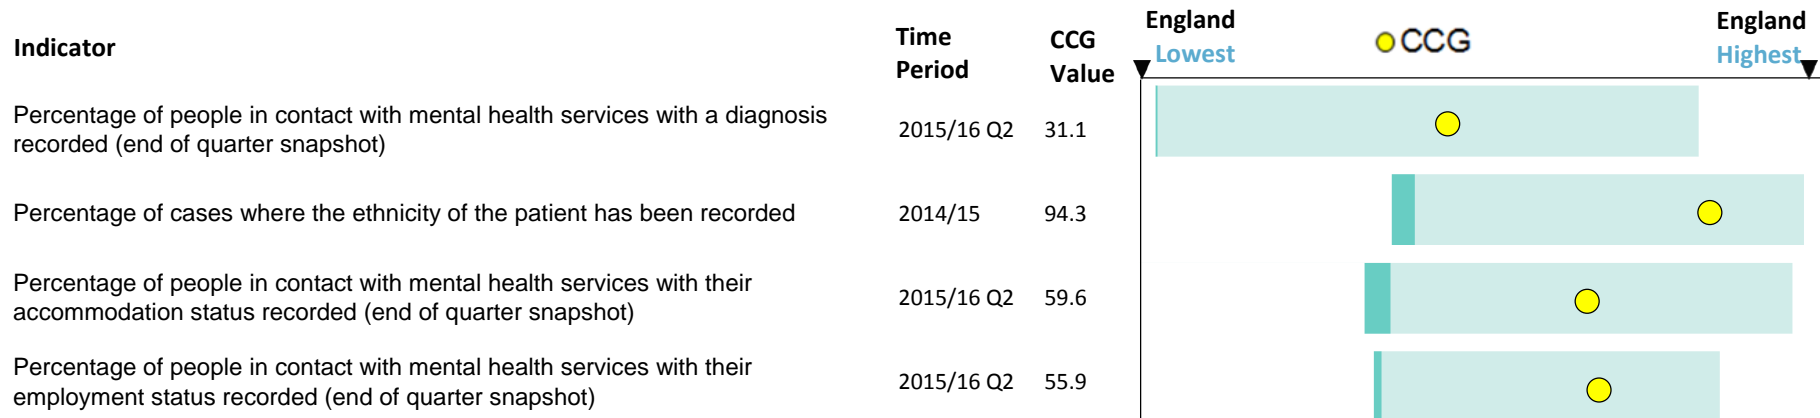 Indicator
Time
Period
CCG
Value
England
Lowest
CCG
England
Highest
Percentage of people in contact with mental health services with a diagnosis
recorded (end of quarter snapshot)
2015/16 Q2
31.1
Percentage of cases where the ethnicity of the patient has been recorded
2014/15
94.3
Percentage of people in contact with mental health services with their
accommodation status recorded (end of quarter snapshot)
2015/16 Q2
59.6
Percentage of people in contact with mental health services with their
employment status recorded (end of quarter snapshot)
2015/16 Q2
55.9